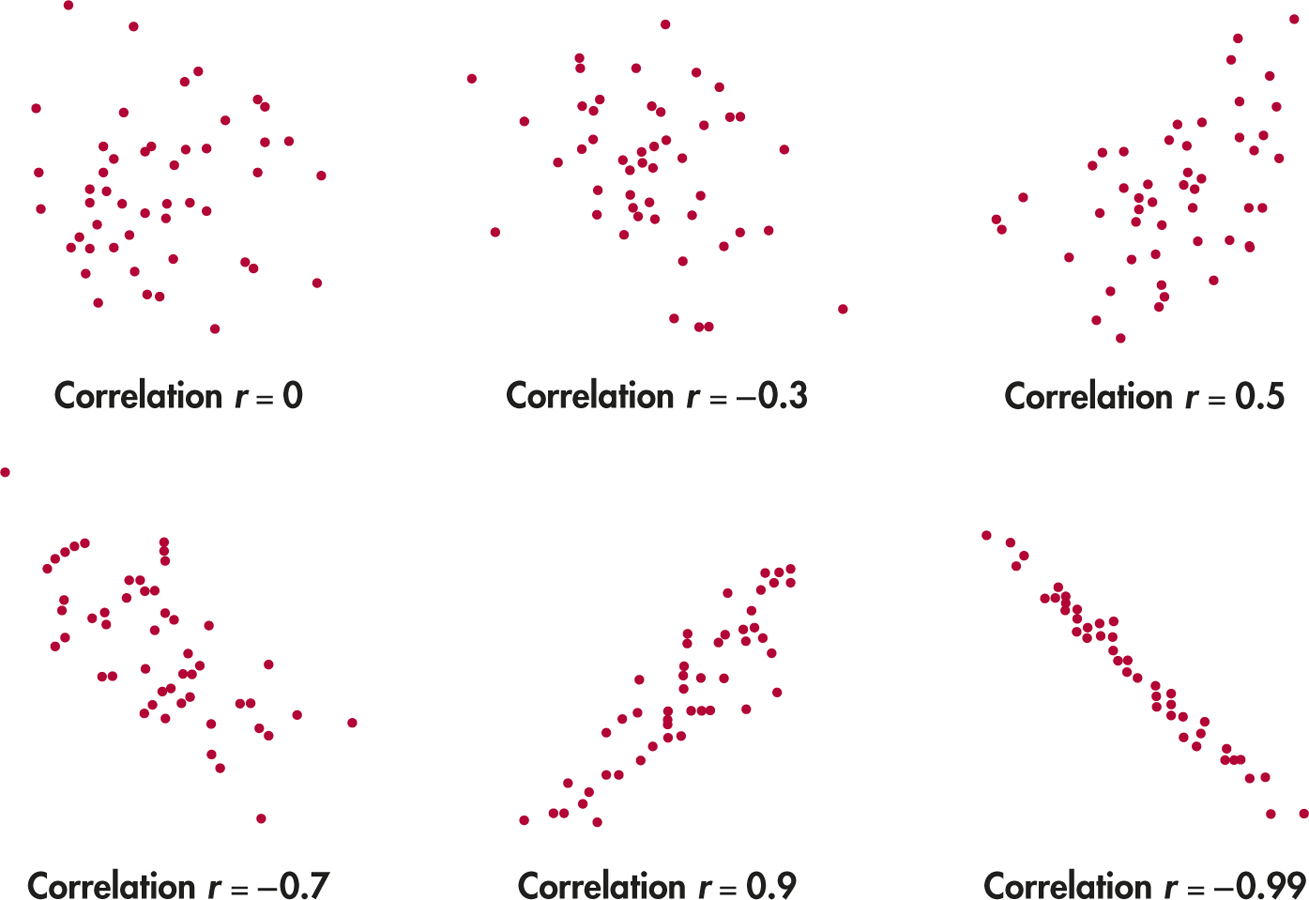 Correlation r = 0
Correlation r = −0.3
Correlation r = 0.5
Correlation r = −0.7
Correlation r = 0.9
Correlation r = −0.99